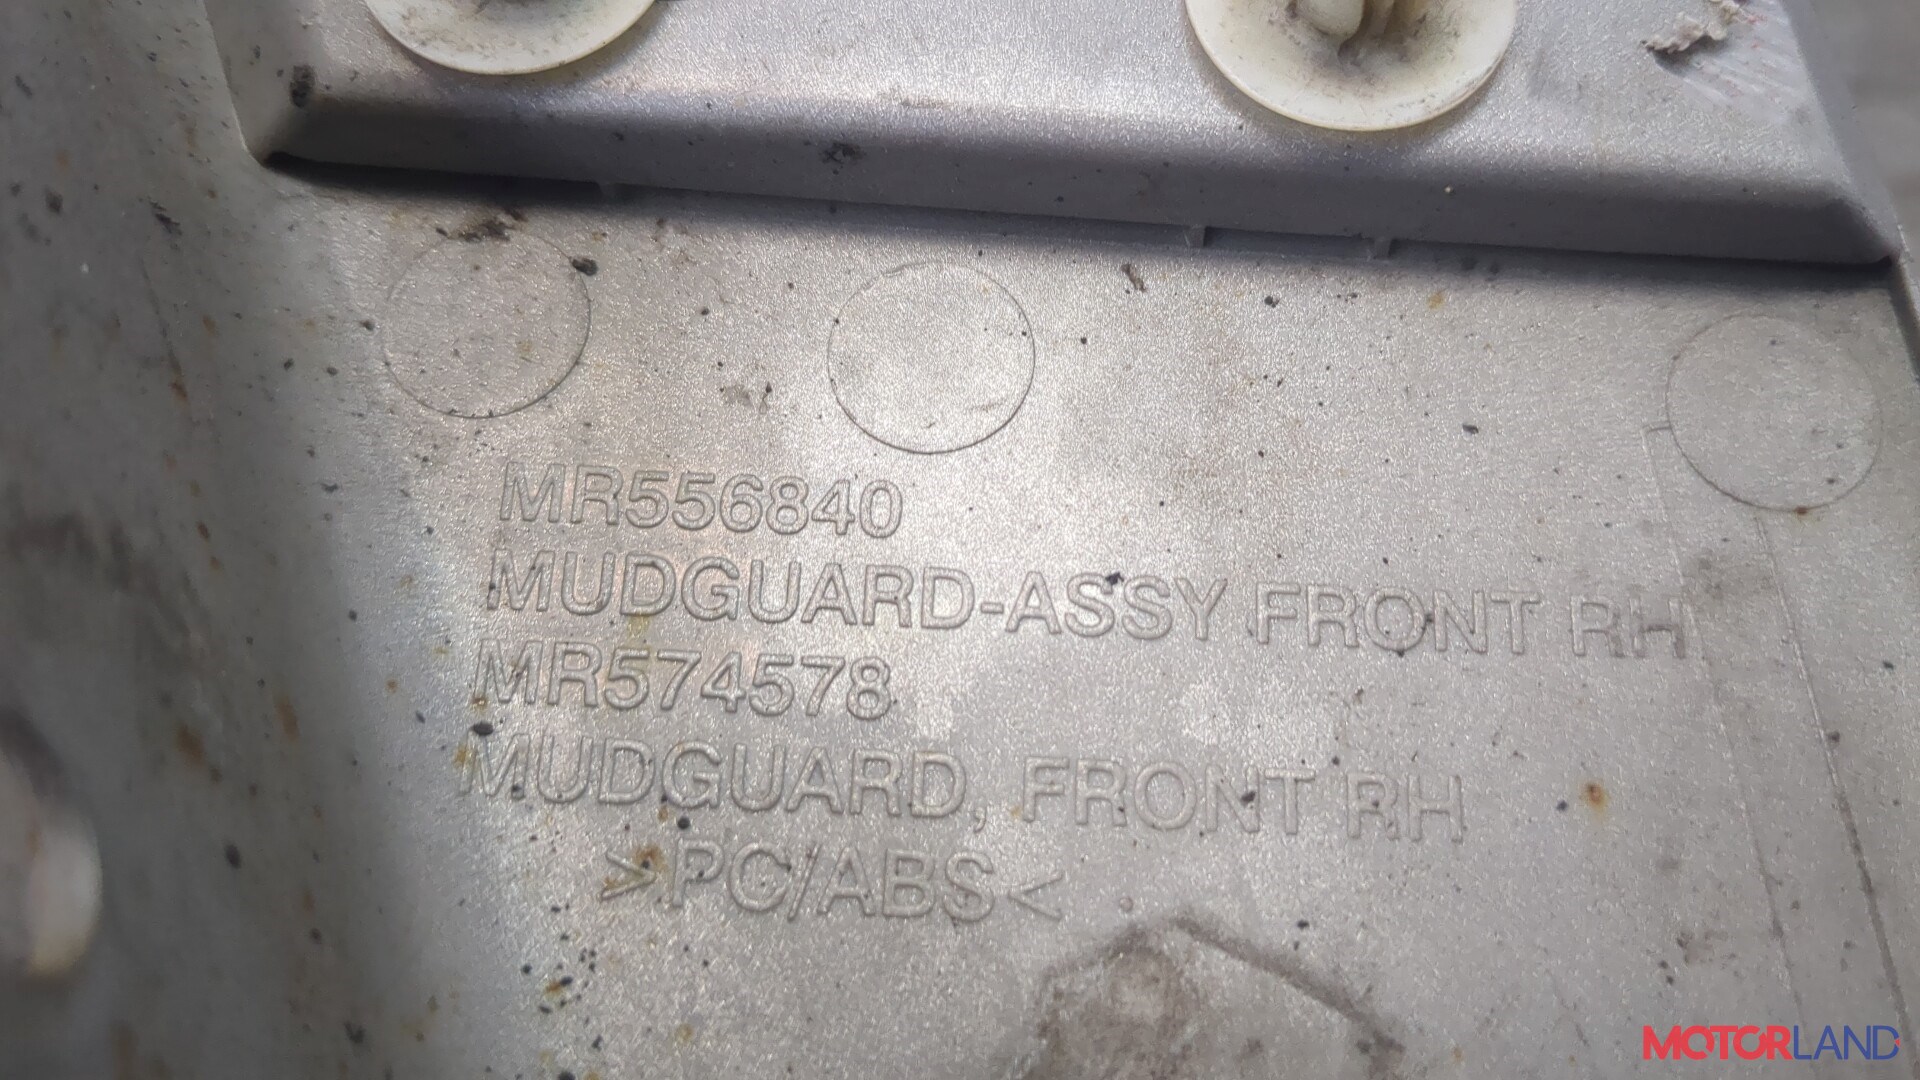 MR556840
MUDGUARD-ASSY FRONT RH
MR574578
MUDGUARD, FRONT RH
>PC/ABS<
MOTORLAND